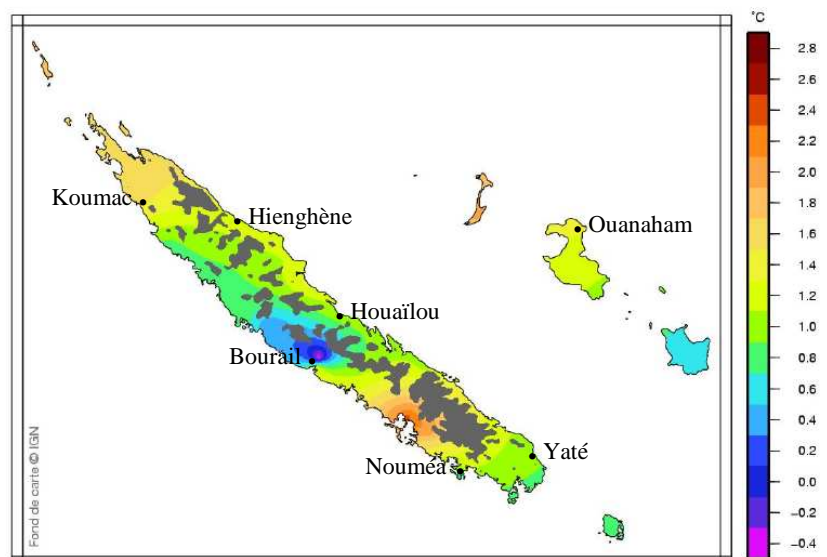 °C
2.8
2.6
2.4
2.2
2.0
1.8
1.6
1.4
1.2
1.0
0.8
0.6
0.4
0.2
0.0
−0.2
−0.4
Koumac
Hienghène
Ouanaham
Houaïlou
Bourail
Yaté
Nouméa
Fond de carte © IGN